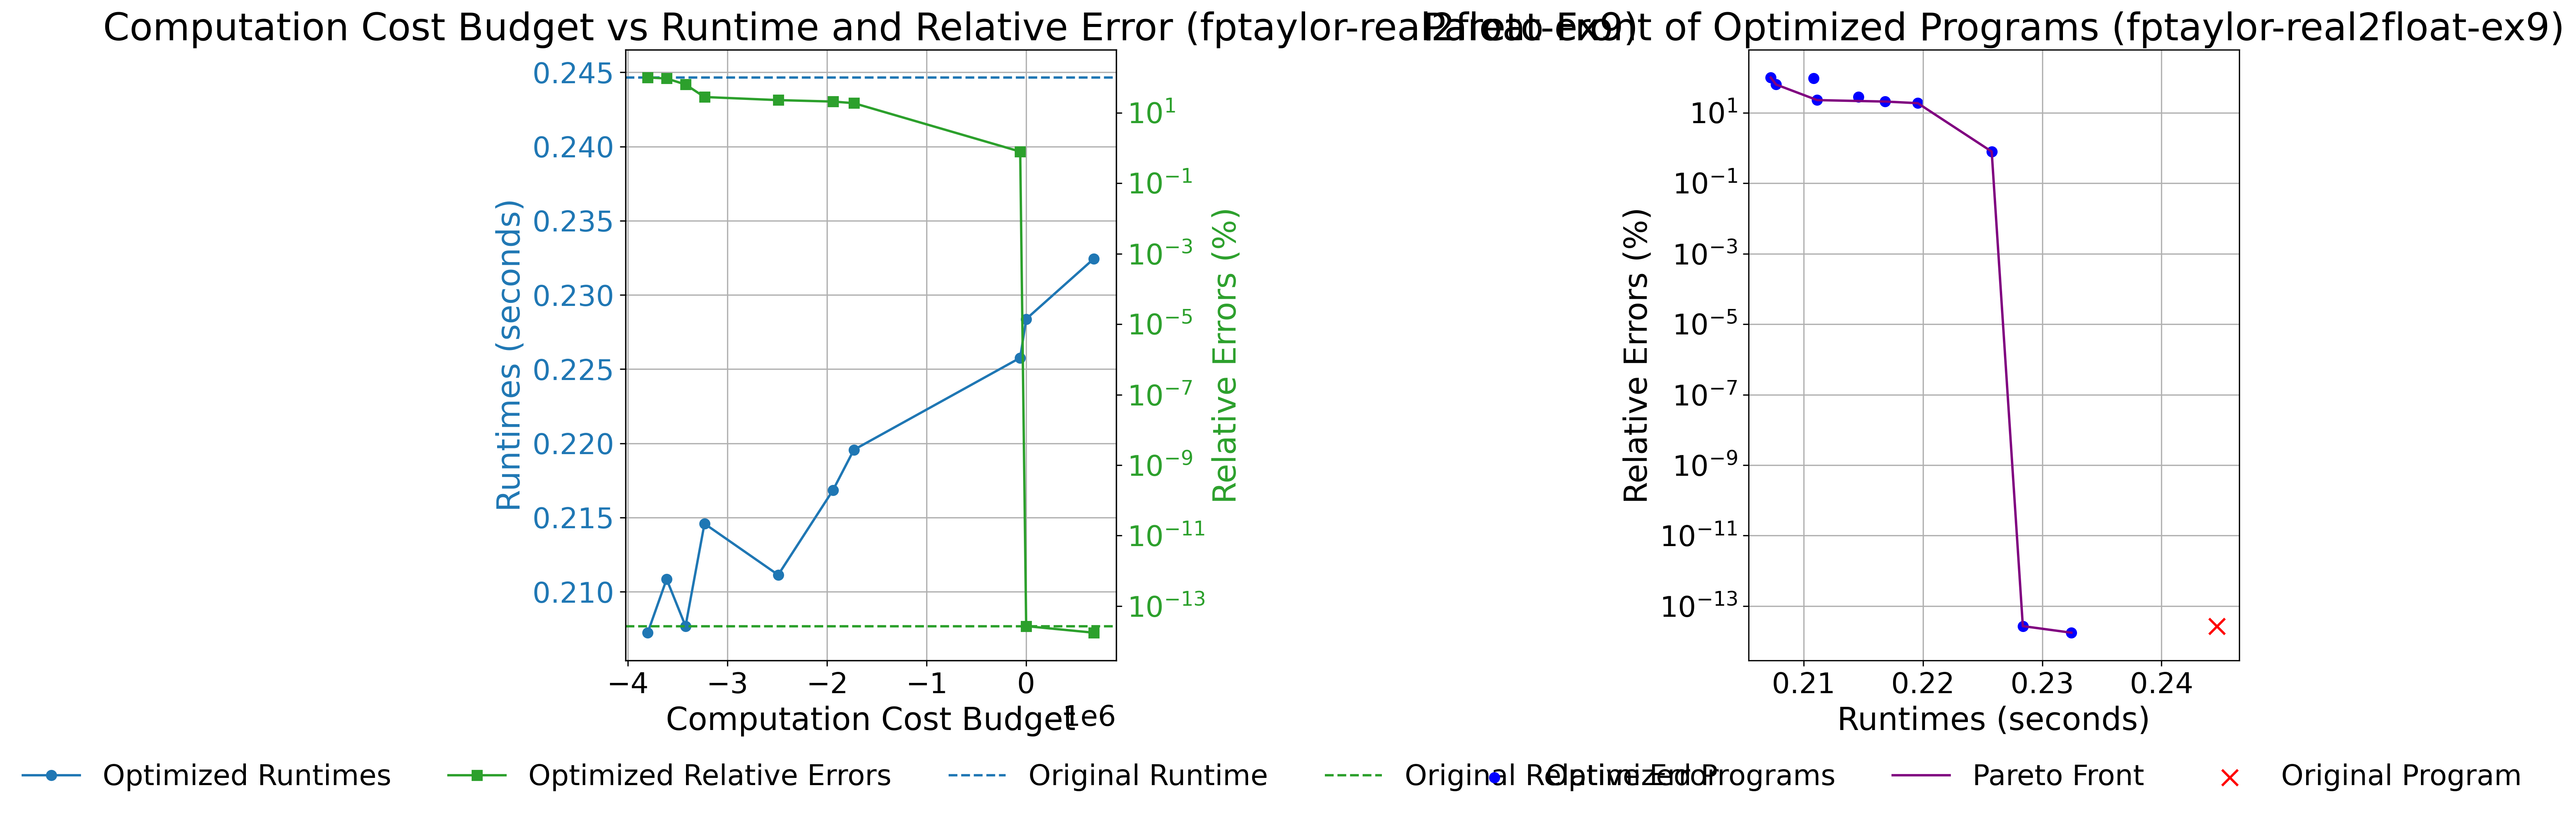 Computation Cost Budget vs Runtime and Relative Error (fptaylor-real2float-ex9)
Runtimes (seconds)
0.245
0.240
0.235
0.230
0.225
0.220
0.215
0.210
10^1
10^-1
10^-3
10^-5
10^-7
10^-9
10^-11
10^-13
Relative Errors (%)
−4 −3 −2 −1 0
Computation Cost Budget
1e6
Pareto Front of Optimized Programs (fptaylor-real2float-ex9)
Relative Errors (%)
10^1
10^-1
10^-3
10^-5
10^-7
10^-9
10^-11
10^-13
0.21 0.22 0.23 0.24
Runtimes (seconds)
Optimized Runtimes Optimized Relative Errors Original Runtime Original Relative Error
Optimized Programs Pareto Front Original Program